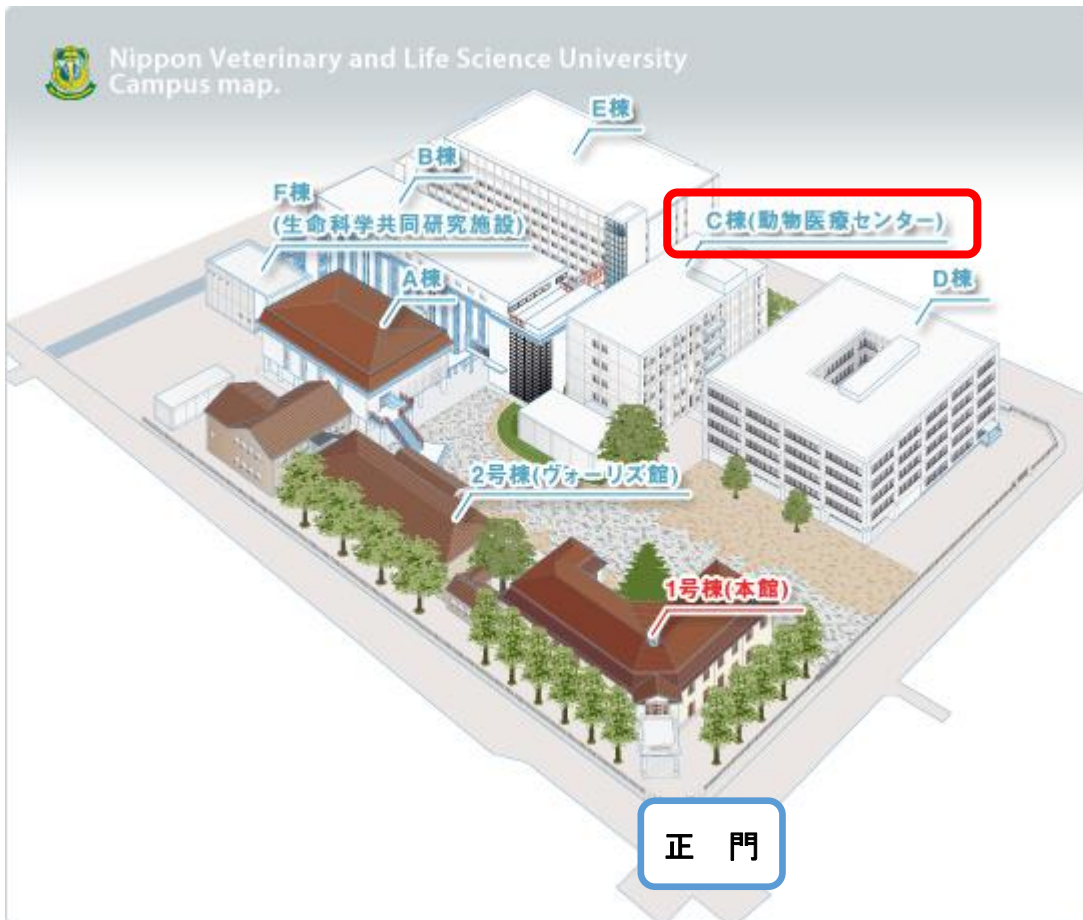 Nippon Veterinary and Life Science University
Campus map.
E棟
B棟
F棟
(生命科学共同研究施設)
C棟(動物医療センター)
A棟
D棟
2号棟(ヴォーリズ館)
1号棟(本館)
正 門